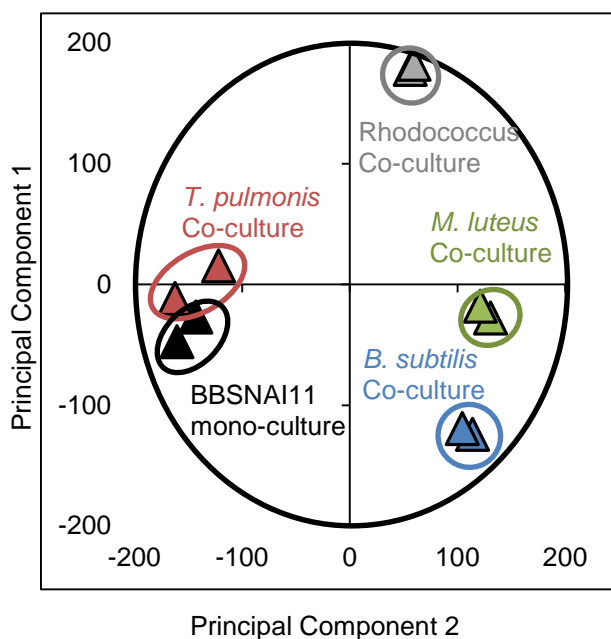 200
100
0
-100
-200
-200
-100
0
100
200
Principal Component 1
Principal Component 2
Rhodococcus
Co-culture
T. pulmonis
Co-culture
M. luteus
Co-culture
B. subtilis
Co-culture
BBSNAI11
mono-culture